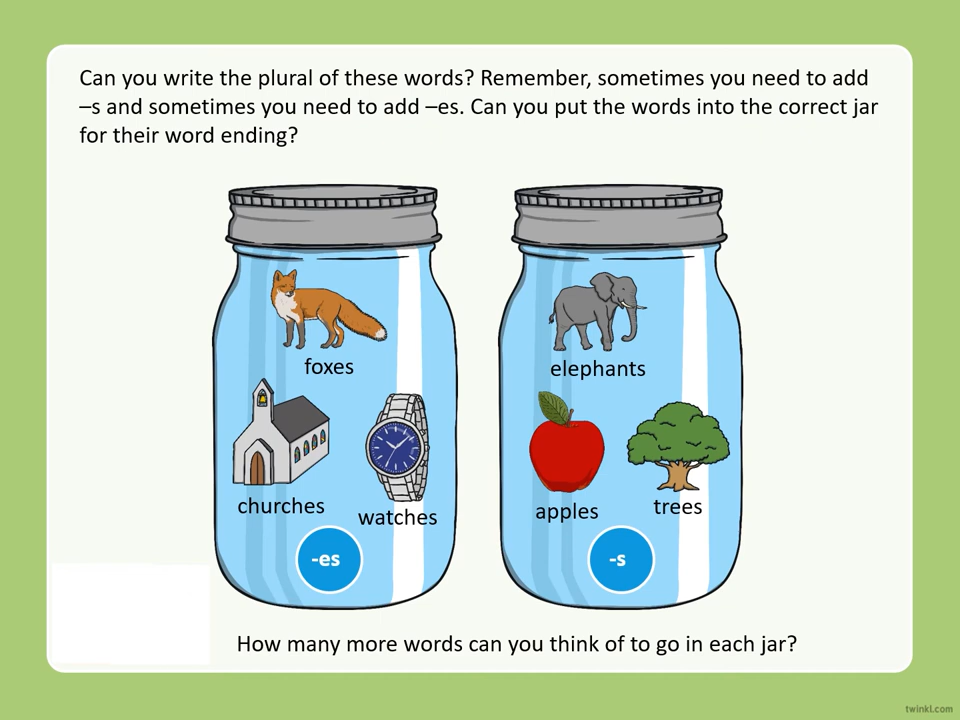 Can you write the plural of these words? Remember, sometimes you need to add
–s and sometimes you need to add –es. Can you put the words into the correct jar
for their word ending?
foxes
churches
watches
-es
elephants
apples
trees
-s
How many more words can you think of to go in each jar?
twinkl.com